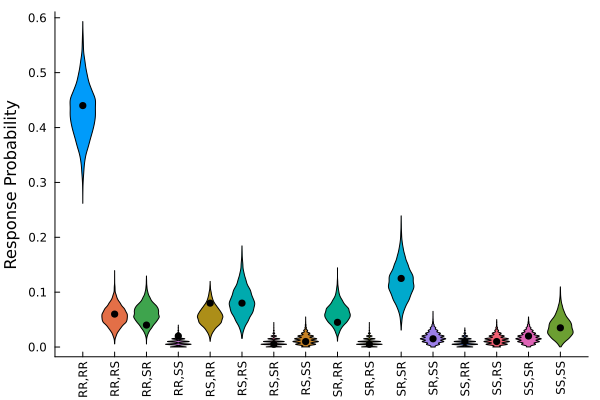 0.6
0.5
0.4
0.3
0.2
0.1
0.0
Response Probability
RR,RR
RR,RS
RR,SR
RR,SS
RS,RR
RS,RS
RS,SR
RS,SS
SR,RR
SR,RS
SR,SR
SR,SS
SS,RR
SS,RS
SS,SR
SS,SS